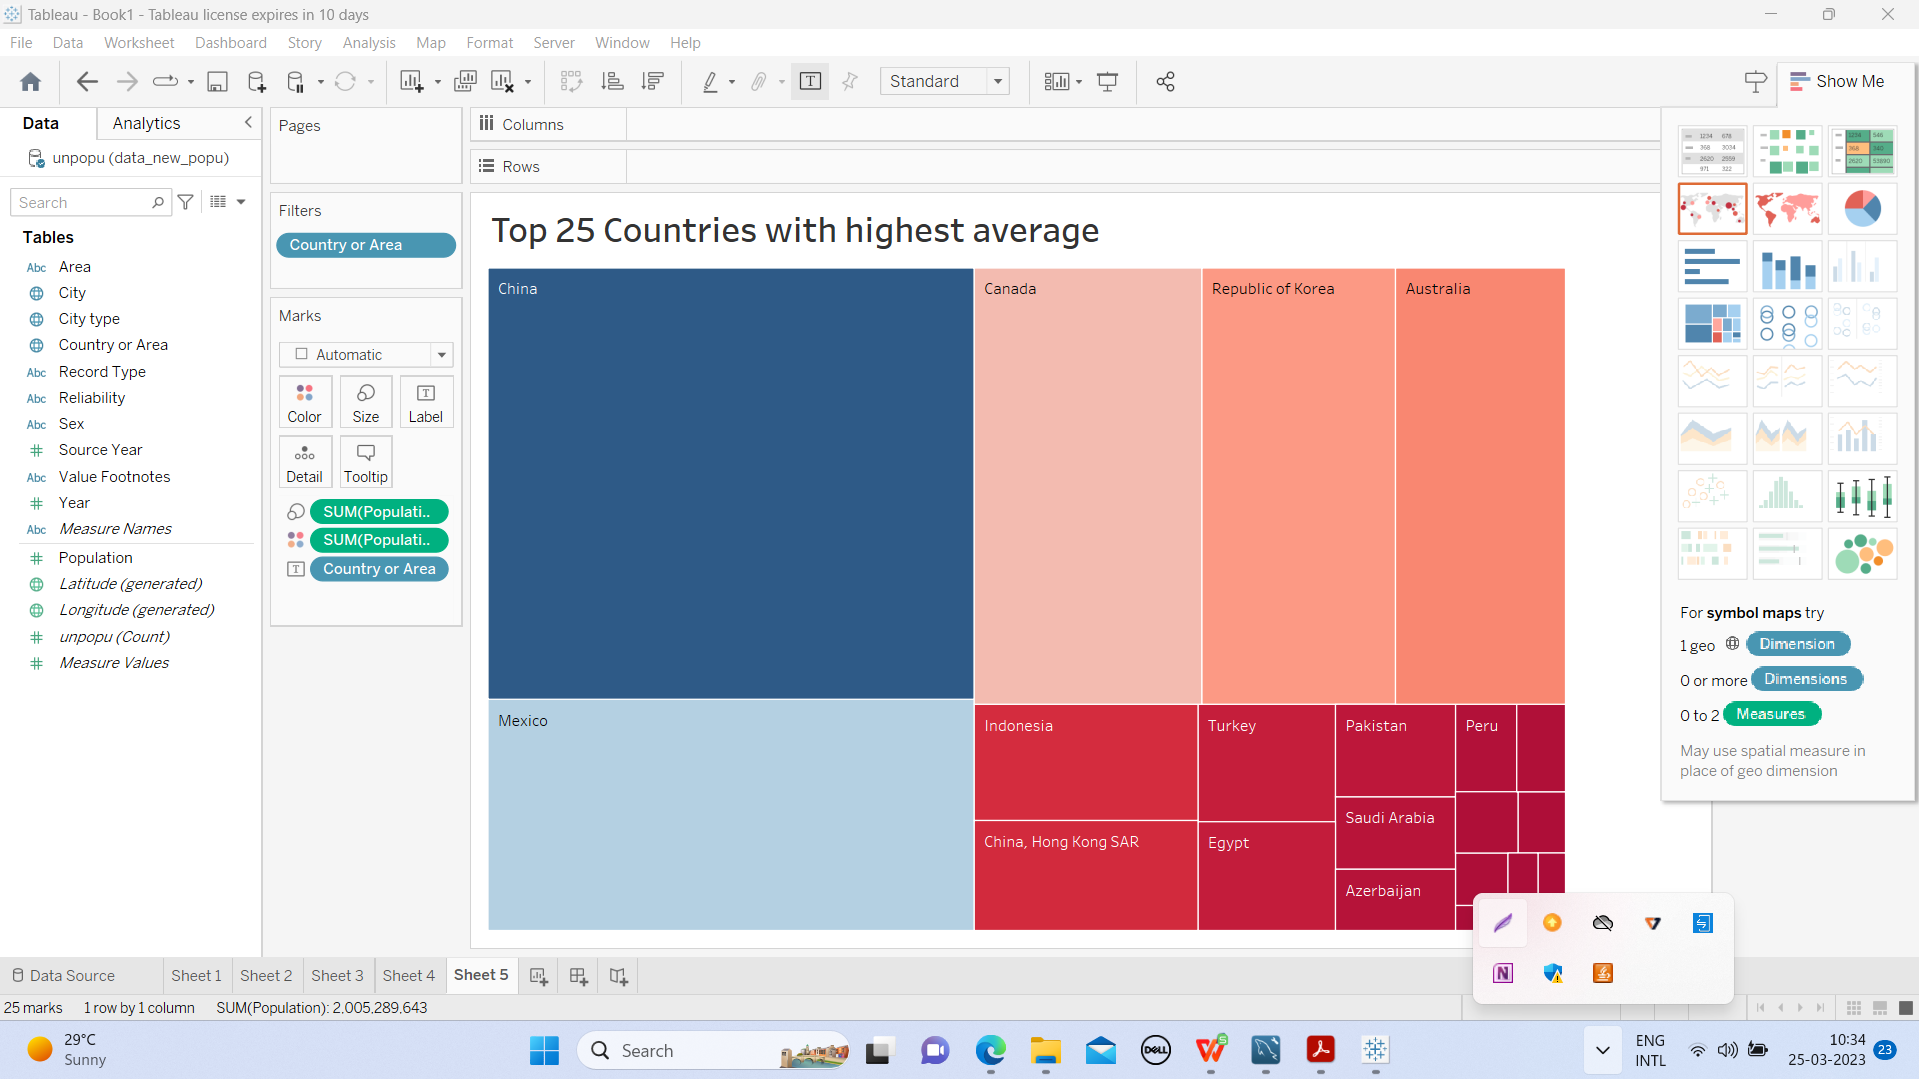 Tableau - Book1 - Tableau license expires in 10 days
File Data Worksheet Dashboard Story Analysis Map Format Server Window Help
Standard
Show Me
Data Analytics
unpopu (data_new_popu)
Search
Tables
Abc Area
City
City type
Country or Area
Abc Record Type
Abc Reliability
Abc Sex
Source Year
Abc Value Footnotes
Year
Abc Measure Names
Population
Latitude (generated)
Longitude (generated)
unpopu (Count)
Measure Values
Pages
Filters
Country or Area
Marks
Automatic
Color Size Label
Detail Tooltip
SUM(Populati..
SUM(Populati..
Country or Area
Columns
Rows
Top 25 Countries with highest average
China
Canada
Republic of Korea
Australia
Mexico
Indonesia
Turkey
Pakistan
Peru
Saudi Arabia
China, Hong Kong SAR
Egypt
Azerbaijan
For symbol maps try
1 geo Dimension
0 or more Dimensions
0 to 2 Measures
May use spatial measure in
place of geo dimension
Data Source Sheet 1 Sheet 2 Sheet 3 Sheet 4 Sheet 5
25 marks 1 row by 1 column SUM(Population): 2,005,289,643
29°C
Sunny
Search
DELL
ENG
INTL
10:34
25-03-2023
23